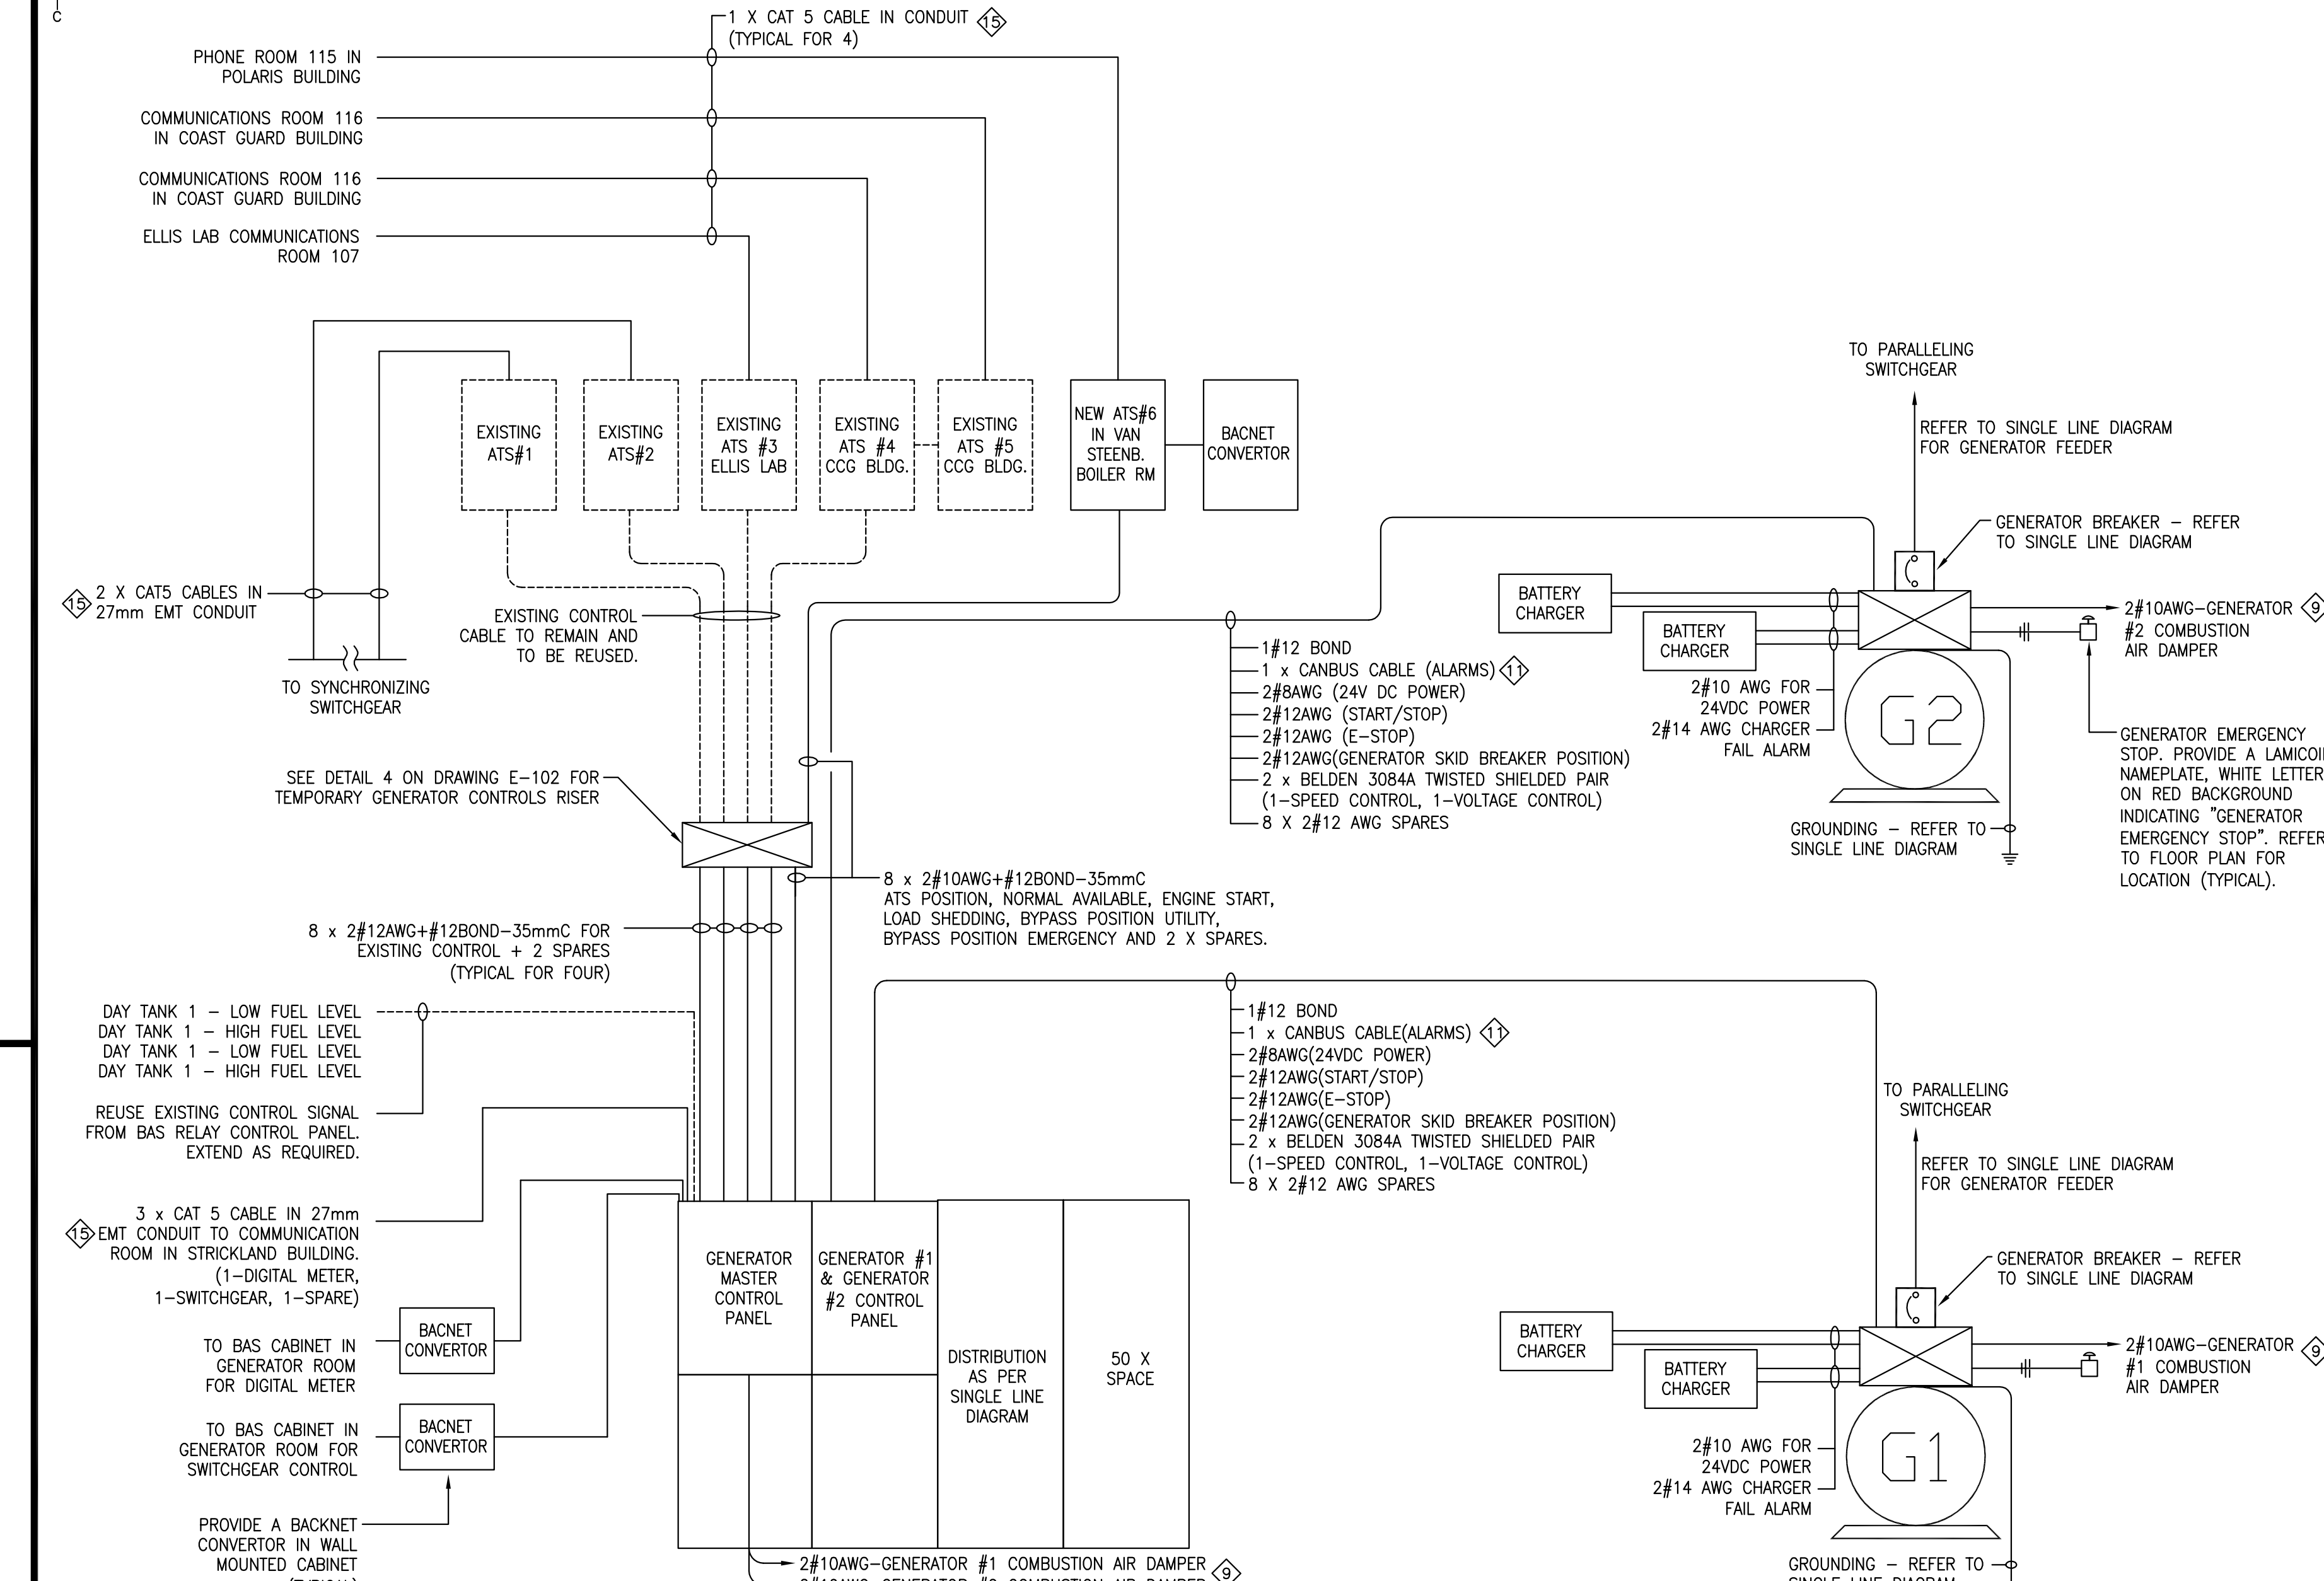 C
1 X CAT 5 CABLE IN CONDUIT 15
(TYPICAL FOR 4)
PHONE ROOM 115 IN
POLARIS BUILDING
COMMUNICATIONS ROOM 116
IN COAST GUARD BUILDING
COMMUNICATIONS ROOM 116
IN COAST GUARD BUILDING
ELLIS LAB COMMUNICATIONS
ROOM 107
EXISTING
ATS#1
EXISTING
ATS#2
EXISTING
ATS #3
ELLIS LAB
EXISTING
ATS #4
CCG BLDG.
EXISTING
ATS #5
CCG BLDG.
NEW ATS#6
IN VAN
STEENB.
BOILER RM
BACNET
CONVERTOR
15 2 X CAT5 CABLES IN
27mm EMT CONDUIT
TO SYNCHRONIZING
SWITCHGEAR
EXISTING CONTROL
CABLE TO REMAIN AND
TO BE REUSED.
SEE DETAIL 4 ON DRAWING E-102 FOR
TEMPORARY GENERATOR CONTROLS RISER
8 x 2#10AWG+#12BOND-35mmC
ATS POSITION, NORMAL AVAILABLE, ENGINE START,
LOAD SHEDDING, BYPASS POSITION UTILITY,
BYPASS POSITION EMERGENCY AND 2 X SPARES.
8 x 2#12AWG+#12BOND-35mmC FOR
EXISTING CONTROL + 2 SPARES
(TYPICAL FOR FOUR)
1#12 BOND
1 x CANBUS CABLE (ALARMS) 11
2#8AWG (24V DC POWER)
2#12AWG (START/STOP)
2#12AWG (E-STOP)
2#12AWG(GENERATOR SKID BREAKER POSITION)
2 x BELDEN 3084A TWISTED SHIELDED PAIR
(1-SPEED CONTROL, 1-VOLTAGE CONTROL)
8 X 2#12 AWG SPARES
TO PARALLELING
SWITCHGEAR
REFER TO SINGLE LINE DIAGRAM
FOR GENERATOR FEEDER
GENERATOR BREAKER - REFER
TO SINGLE LINE DIAGRAM
BATTERY
CHARGER
BATTERY
CHARGER
2#10AWG-GENERATOR 9
#2 COMBUSTION
AIR DAMPER
2#10 AWG FOR
24VDC POWER
2#14 AWG CHARGER
FAIL ALARM
G2
GENERATOR EMERGENCY
STOP. PROVIDE A
NAMEPLATE, WHITE LETTER
ON RED BACKGROUND
INDICATING "GENERATOR
EMERGENCY STOP". REFER
TO FLOOR PLAN FOR
LOCATION (TYPICAL).
GROUNDING - REFER TO
SINGLE LINE DIAGRAM
DAY TANK 1 - LOW FUEL LEVEL
DAY TANK 1 - HIGH FUEL LEVEL
DAY TANK 1 - LOW FUEL LEVEL
DAY TANK 1 - HIGH FUEL LEVEL
REUSE EXISTING CONTROL SIGNAL
FROM BAS RELAY CONTROL PANEL.
EXTEND AS REQUIRED.
3 x CAT 5 CABLE IN 27mm
15 EMT CONDUIT TO COMMUNICATION
ROOM IN STRICKLAND BUILDING.
(1-DIGITAL METER,
1-SWITCHGEAR, 1-SPARE)
TO BAS CABINET IN
GENERATOR ROOM
FOR DIGITAL METER
BACNET
CONVERTOR
TO BAS CABINET IN
GENERATOR ROOM FOR
SWITCHGEAR CONTROL
BACNET
CONVERTOR
PROVIDE A BACKNET
CONVERTOR IN WALL
MOUNTED CABINET
(TYPICAL)
GENERATOR
MASTER
CONTROL
PANEL
GENERATOR #1
& GENERATOR
#2 CONTROL
PANEL
DISTRIBUTION
AS PER
SINGLE LINE
DIAGRAM
50 X
SPACE
2#10AWG-GENERATOR #1 COMBUSTION AIR DAMPER 9
2#10AWG-GENERATOR #2 COMBUSTION AIR DAMPER
1#12 BOND
1 x CANBUS CABLE(ALARMS) 11
2#8AWG(24VDC POWER)
2#12AWG(START/STOP)
2#12AWG(E-STOP)
2#12AWG(GENERATOR SKID BREAKER POSITION)
2 x BELDEN 3084A TWISTED SHIELDED PAIR
(1-SPEED CONTROL, 1-VOLTAGE CONTROL)
8 X 2#12 AWG SPARES
TO PARALLELING
SWITCHGEAR
REFER TO SINGLE LINE DIAGRAM
FOR GENERATOR FEEDER
GENERATOR BREAKER - REFER
TO SINGLE LINE DIAGRAM
BATTERY
CHARGER
BATTERY
CHARGER
2#10AWG-GENERATOR 9
#1 COMBUSTION
AIR DAMPER
2#10 AWG FOR
24VDC POWER
2#14 AWG CHARGER
FAIL ALARM
G1
GROUNDING - REFER TO
SINGLE LINE DIAGRAM